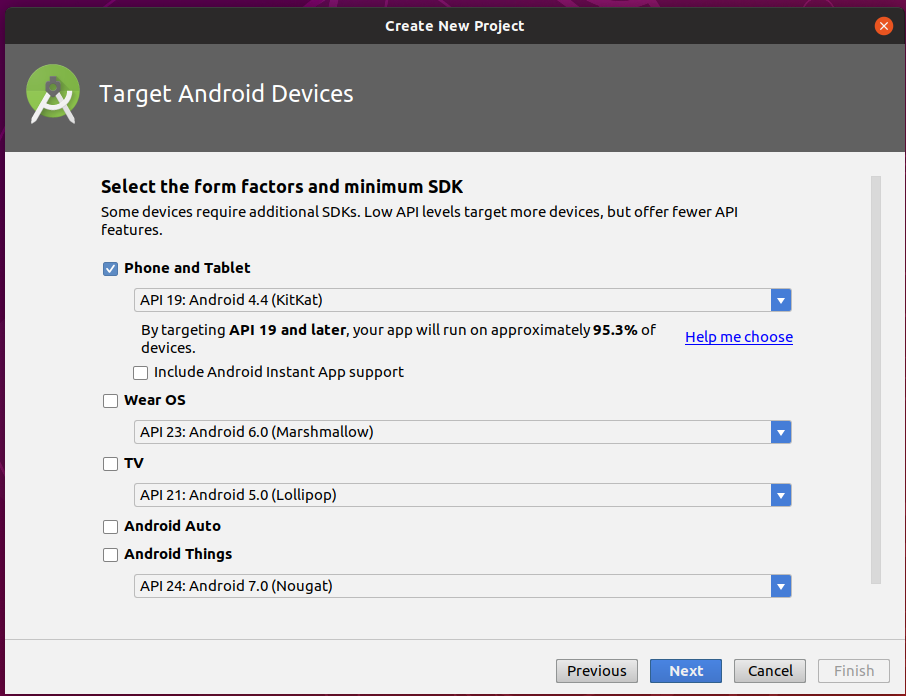 Create New Project
Target Android Devices
Select the form factors and minimum SDK
Some devices require additional SDKs. Low API levels target more devices, but offer fewer API
features.
Phone and Tablet
API 19: Android 4.4 (KitKat)
By targeting API 19 and later, your app will run on approximately 95.3% of
devices.
Help me choose
Include Android Instant App support
Wear OS
API 23: Android 6.0 (Marshmallow)
TV
API 21: Android 5.0 (Lollipop)
Android Auto
Android Things
API 24: Android 7.0 (Nougat)
Previous Next Cancel Finish